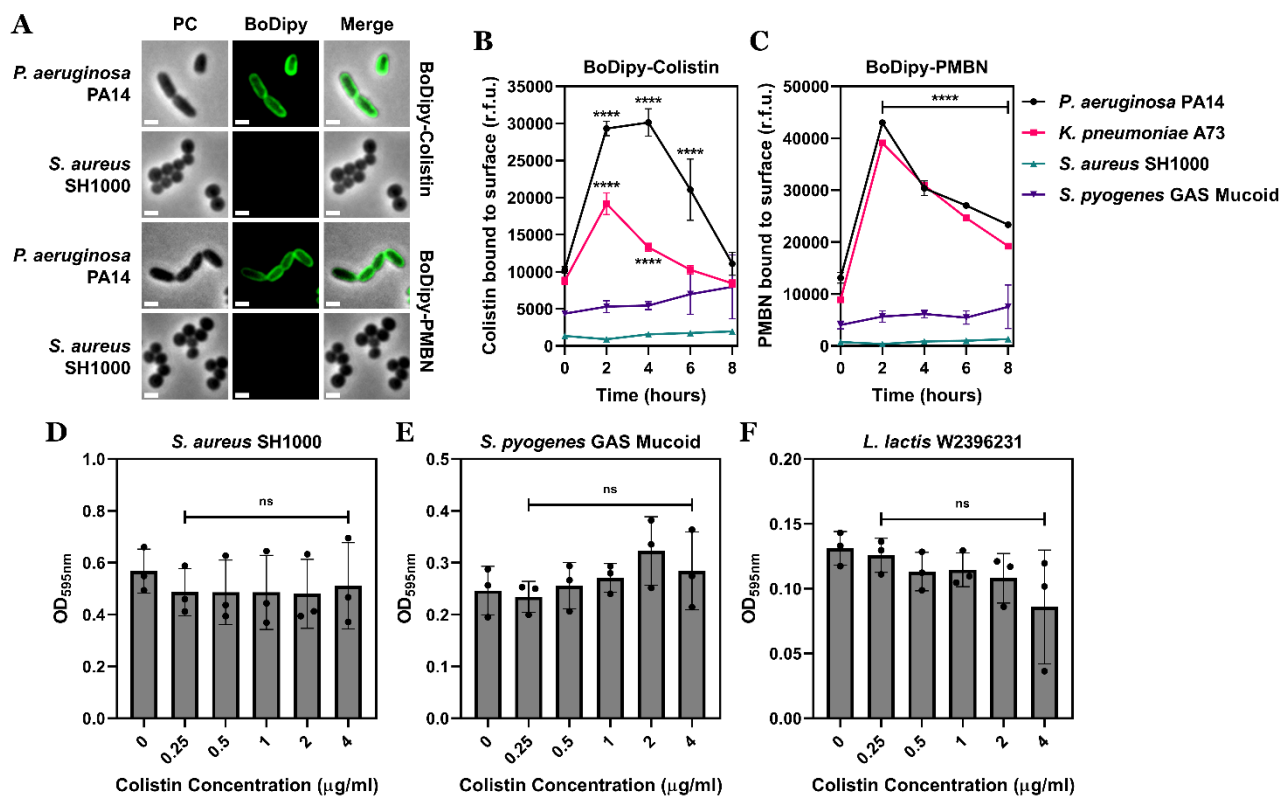 A
PC BoDipy Merge
P. aeruginosa
PA14
S. aureus
SH1000
BoDipy-Colistin
P. aeruginosa
PA14
S. aureus
SH1000
BoDipy-PMBN
B
BoDipy-Colistin
Colistin bound to surface (r.f.u.)
35000
30000
25000
20000
15000
10000
5000
0
**** ****
****
****
****
0 2 4 6 8
Time (hours)
C
BoDipy-PMBN
PMBN bound to surface (r.f.u.)
50000
40000
30000
20000
10000
0
****
0 2 4 6 8
Time (hours)
P. aeruginosa PA14
K. pneumoniae A73
S. aureus SH1000
S. pyogenes GAS Mucoid
D
S. aureus SH1000
OD595nm
1.0
0.8
0.6
0.4
0.2
0.0
ns
0 0.25 0.5 1 2 4
Colistin Concentration (μg/ml)
E
S. pyogenes GAS Mucoid
OD595nm
0.5
0.4
0.3
0.2
0.1
0.0
ns
0 0.25 0.5 1 2 4
Colistin Concentration (μg/ml)
F
L. lactis W2396231
OD595nm
0.20
0.15
0.10
0.05
0.00
ns
0 0.25 0.5 1 2 4
Colistin Concentration (μg/ml)